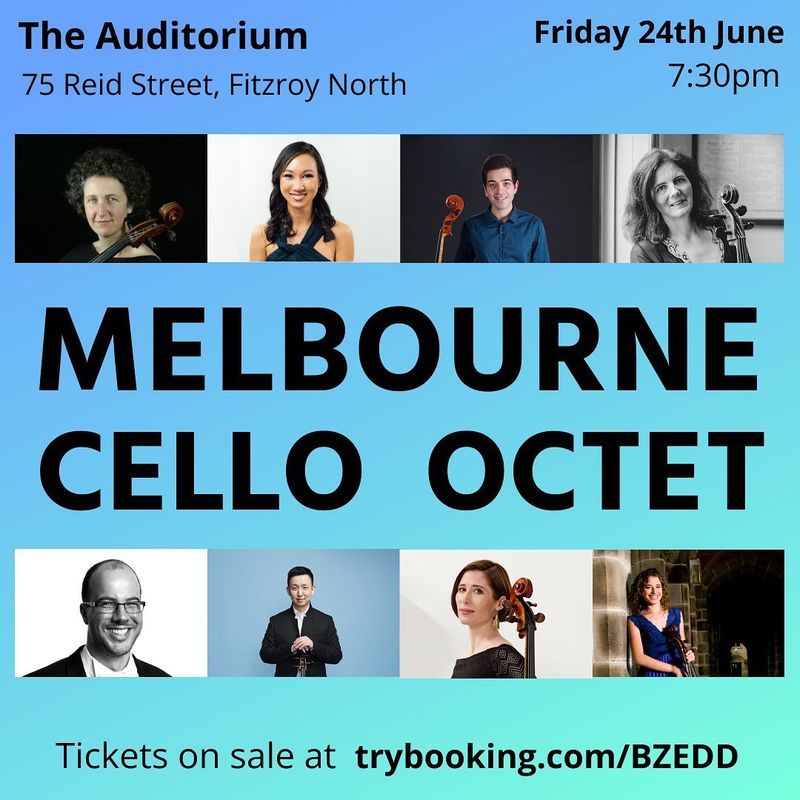 The Auditorium
75 Reid Street, Fitzroy North
Friday 24th June
7:30pm
MELBOURNE
CELLO OCTET
Tickets on sale at trybooking.com/BZEDD